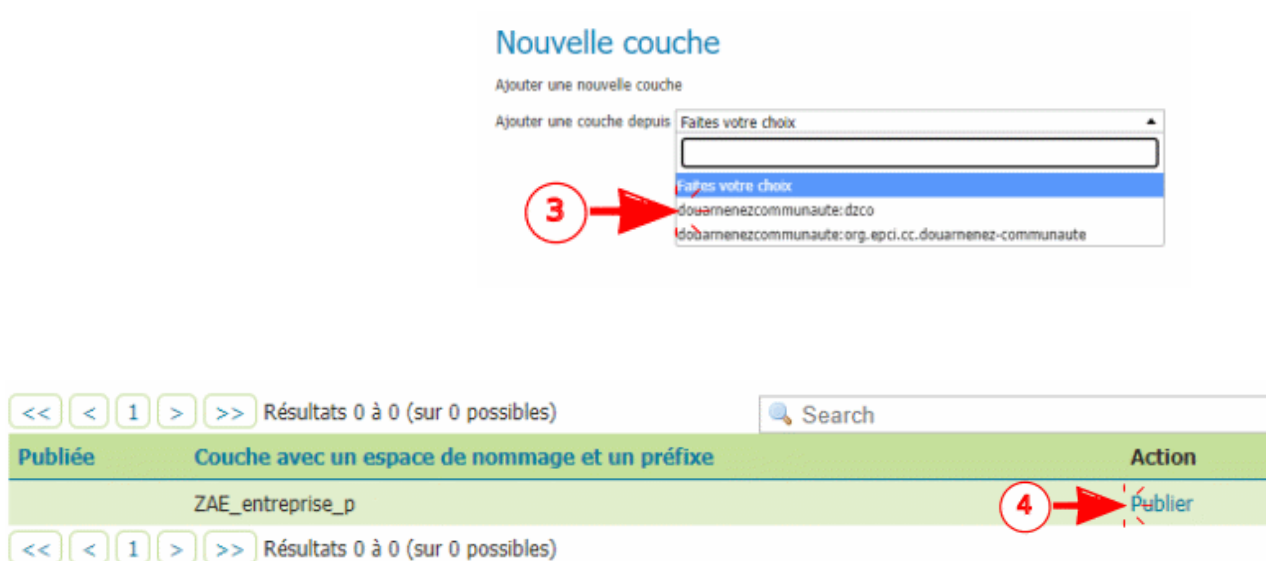 Nouvelle couche
Ajouter une nouvelle couche
Ajouter une couche depuis Faites votre choix
Faites votre choix
3
douarnenezcommunaute:dzco
douarnenezcommunaute:org.epci.cc.douarnenez-communaute
<< < 1 > >> Résultats 0 à 0 (sur 0 possibles) Search
Publiée Couche avec un espace de nommage et un préfixe Action
ZAE_entreprise_p 4 Publier
<< < 1 > >> Résultats 0 à 0 (sur 0 possibles)